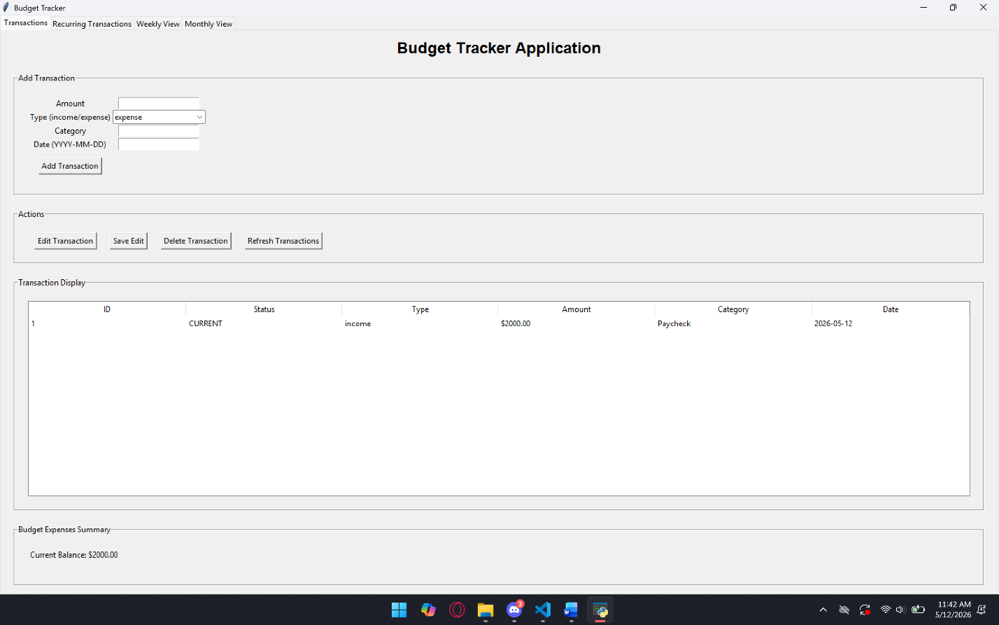 Budget Tracker
Transactions Recurring Transactions Weekly View Monthly View
Budget Tracker Application
Add Transaction
Amount
Type (income/expense) expense
Category
Date (YYYY-MM-DD)
Add Transaction
Actions
Edit Transaction Save Edit Delete Transaction Refresh Transactions
Transaction Display
ID Status Type Amount Category Date
1 CURRENT income $2000.00 Paycheck 2026-05-12
Budget Expenses Summary
Current Balance: $2000.00
3
W
11:42 AM
5/12/2026